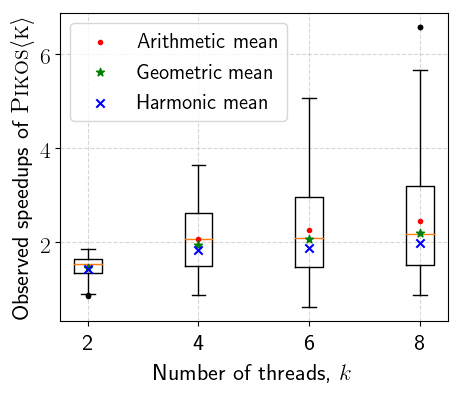 Arithmetic mean
Geometric mean
Harmonic mean
Observed speedups of PIKOS⟨K⟩
6
4
2
2 4 6 8
Number of threads, k